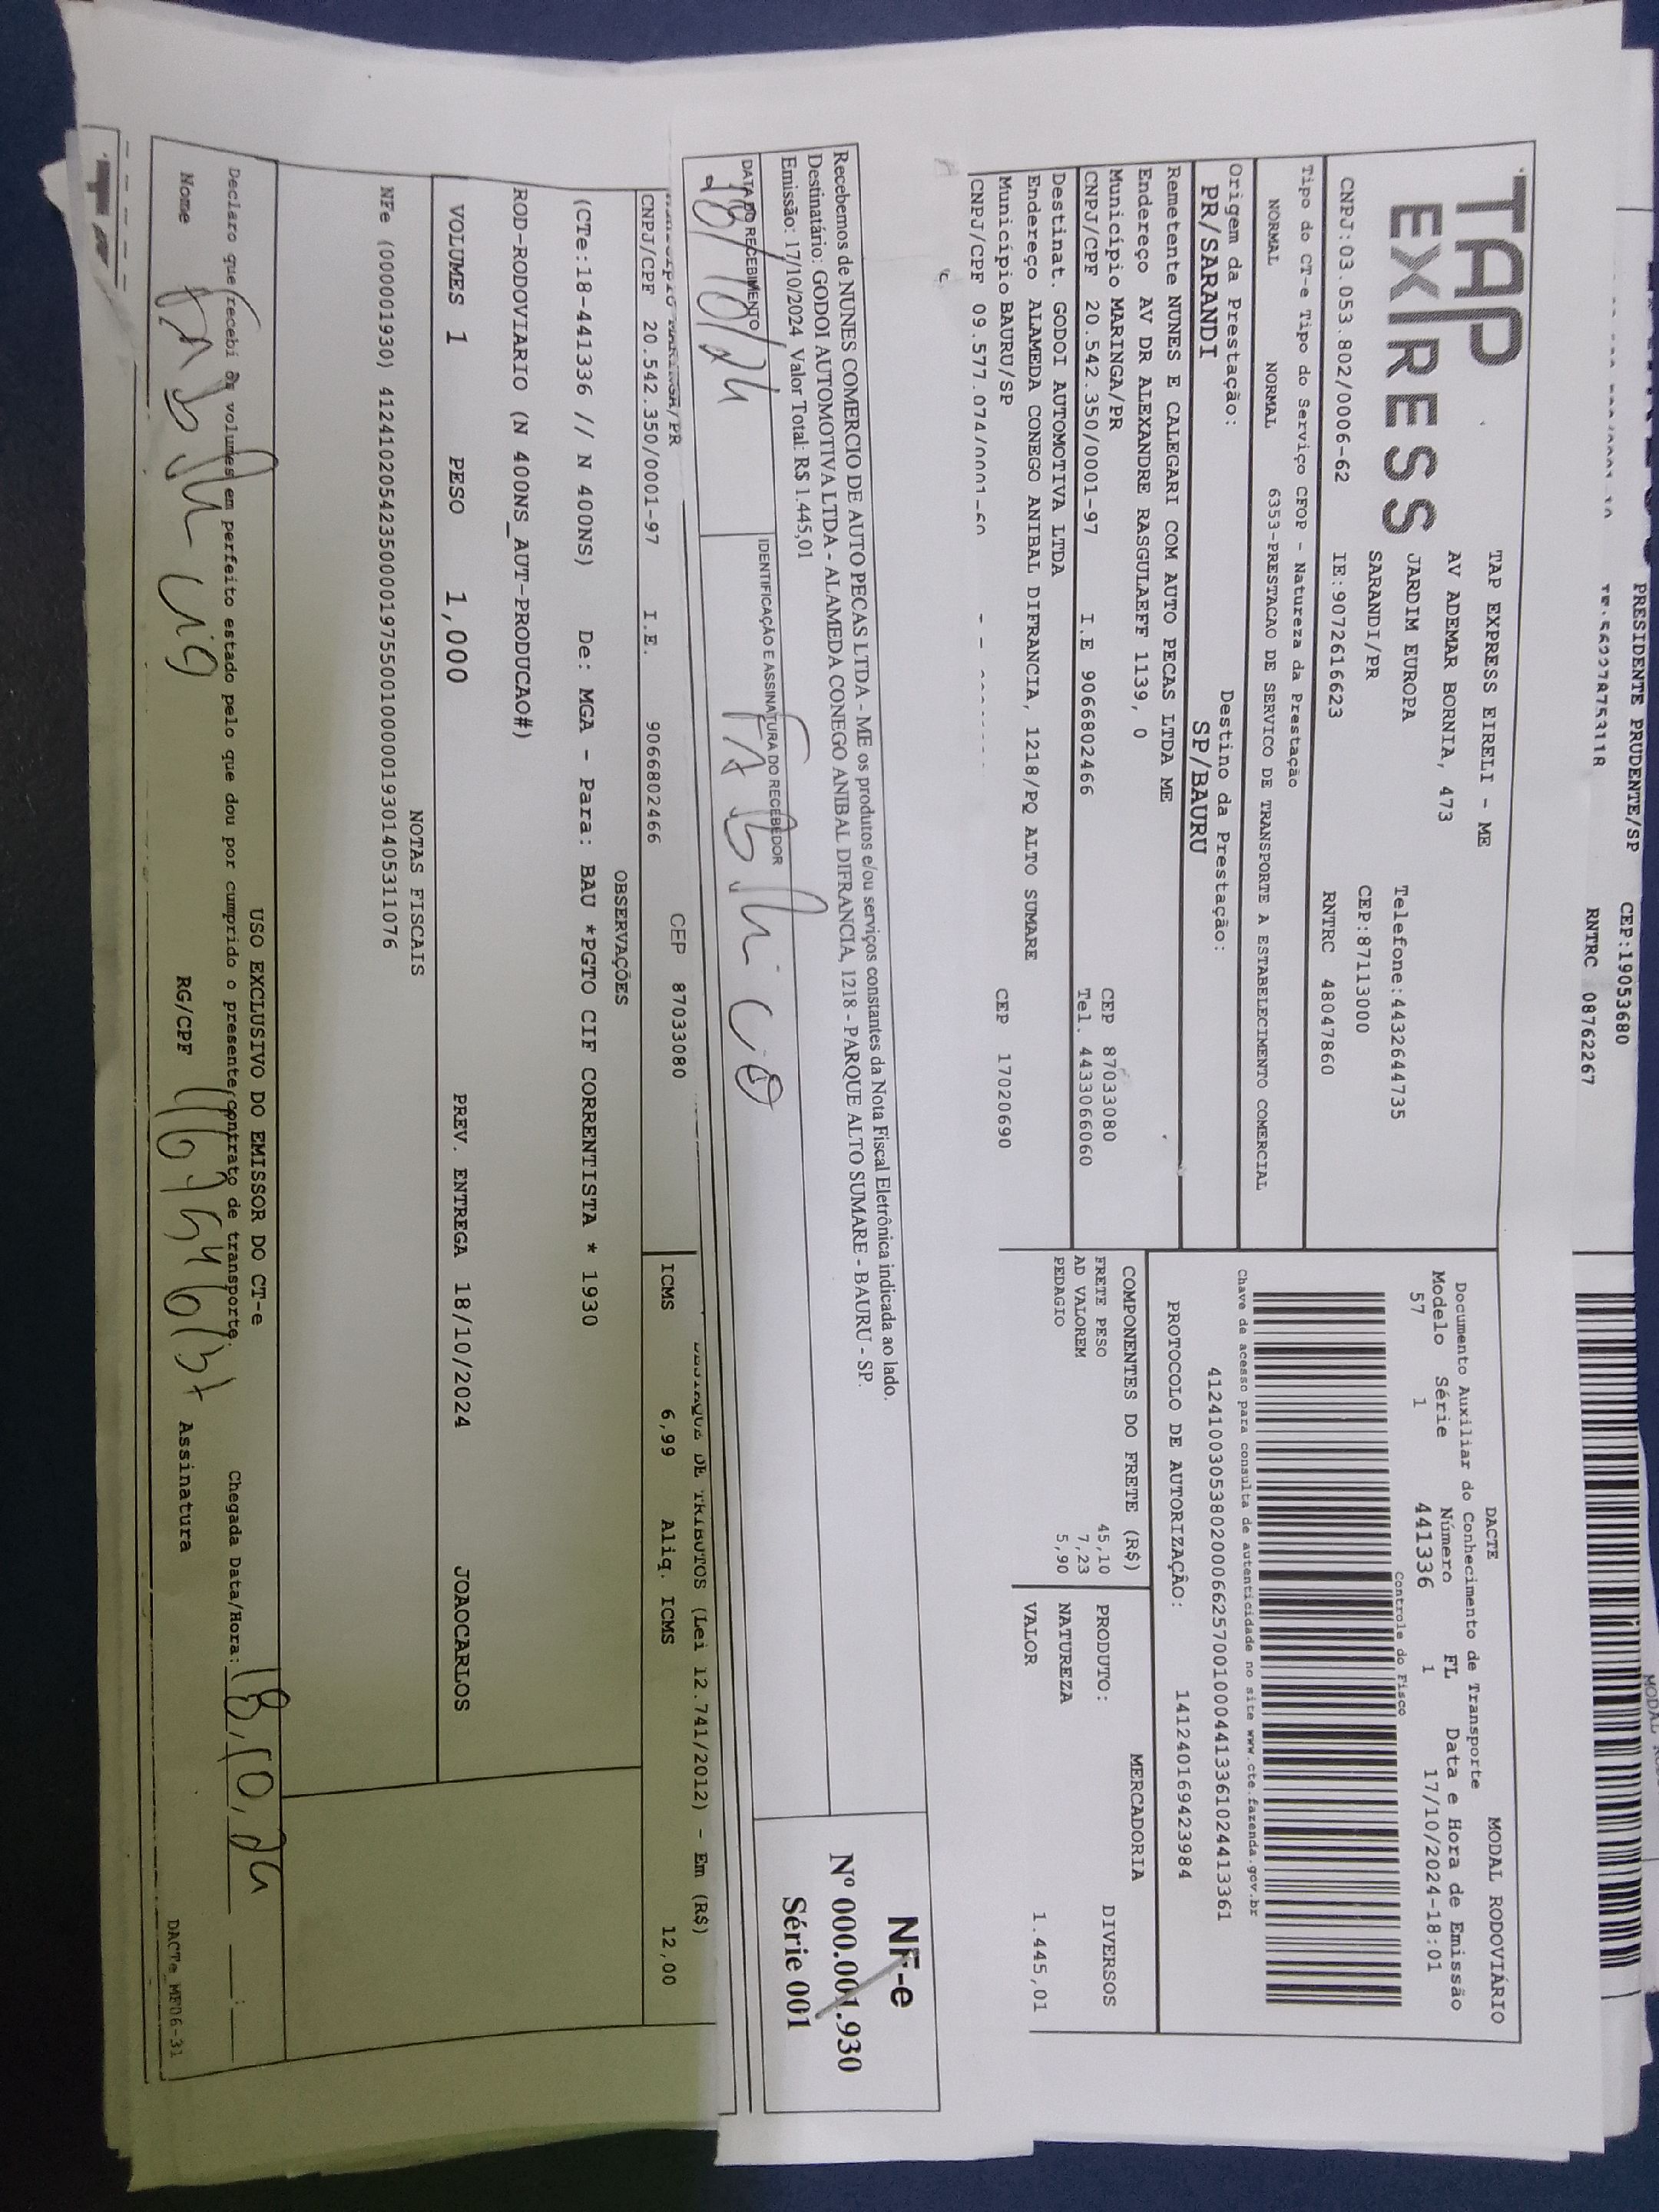 PRESIDENTE PRUDENTE/SP
CEP:19053680
RNTRC 08762267
TAP
EXPRESS
TAP EXPRESS EIRELI - ME
AV ADEMAR BORNIA, 473
JARDIM EUROPA
SARANDI/PR
Telefone:4432644735
CEP:87113000
CNPJ:03.053.802/0006-62 IE:9072616623 RNTRC 48047860
DACTE MODAL RODOVIÁRIO
Documento Auxiliar do Conhecimento de Transporte
Modelo Série Número FL Data e Hora de Emissão
57 1 441336 1 17/10/2024-18:01
Controle do Fisco
Tipo do CT-e Tipo do Serviço CFOP - Natureza da Prestação
NORMAL NORMAL 6353-PRESTACAO DE SERVICO DE TRANSPORTE A ESTABELECIMENTO COMERCIAL
Chave de acesso para consulta de autenticidade no site www.cte.fazenda.gov.br
41241003053802000662570010004413361024413361
Origem da Prestação: Destino da Prestação:
PR/SARANDI SP/BAURU
PROTOCOLO DE AUTORIZAÇÃO: 141240169423984
Remetente NUNES E CALEGARI COM AUTO PECAS LTDA ME
Endereço AV DR ALEXANDRE RASGULAEFF 1139, 0
Município MARINGA/PR CEP 87033080
CNPJ/CPF 20.542.350/0001-97 I.E 9066802466 Tel. 4433066060
Destinat. GODOI AUTOMOTIVA LTDA
Endereço ALAMEDA CONEGO ANIBAL DIFRANCIA, 1218/PQ ALTO SUMARE
Município BAURU/SP CEP 17020690
CNPJ/CPF 09.577.074/0001-60
COMPONENTES DO FRETE (R$)
FRETE PESO 45,10
AD VALOREM 7,23
PEDAGIO 5,90
MERCADORIA
PRODUTO: DIVERSOS
NATUREZA
VALOR 1.445,01
Recebemos de NUNES COMERCIO DE AUTO PECAS LTDA - ME os produtos e/ou serviços constantes da Nota Fiscal Eletrônica indicada ao lado.
Destinatário: GODOI AUTOMOTIVA LTDA - ALAMEDA CONEGO ANIBAL DIFRANCIA, 1218 - PARQUE ALTO SUMARE - BAURU - SP.
Emissão: 17/10/2024 Valor Total: R$ 1.445,01
NF-e
Nº 000.001.930
Série 001
DATA DO RECEBIMENTO IDENTIFICAÇÃO E ASSINATURA DO RECEBEDOR
18/10/24 FABRICO
DE TRIBUTOS (Lei 12.741/2012) - Em (R$)
CEP 87033080
CNPJ/CPF 20.542.350/0001-97 I.E. 9066802466
ICMS 6,99 Aliq. ICMS 12,00
OBSERVAÇÕES
(CTe:18-441336 // N 400NS) De: MGA - Para: BAU *PGTO CIF CORRENTISTA * 1930
ROD-RODOVIARIO (N 400NS_AUT-PRODUCAO#)
VOLUMES 1 PESO 1,000 PREV. ENTREGA 18/10/2024 JOAOCARLOS
NOTAS FISCAIS
NFe (000001930) 41241020542350000197550010000019301405311076
USO EXCLUSIVO DO EMISSOR DO CT-e
Declaro que recebi os volumes em perfeito estado pelo que dou por cumprido o presente contrato de transporte. Chegada Data/Hora: 18,10,24
Nome RG/CPF Assinatura
DACTe_MF06-31